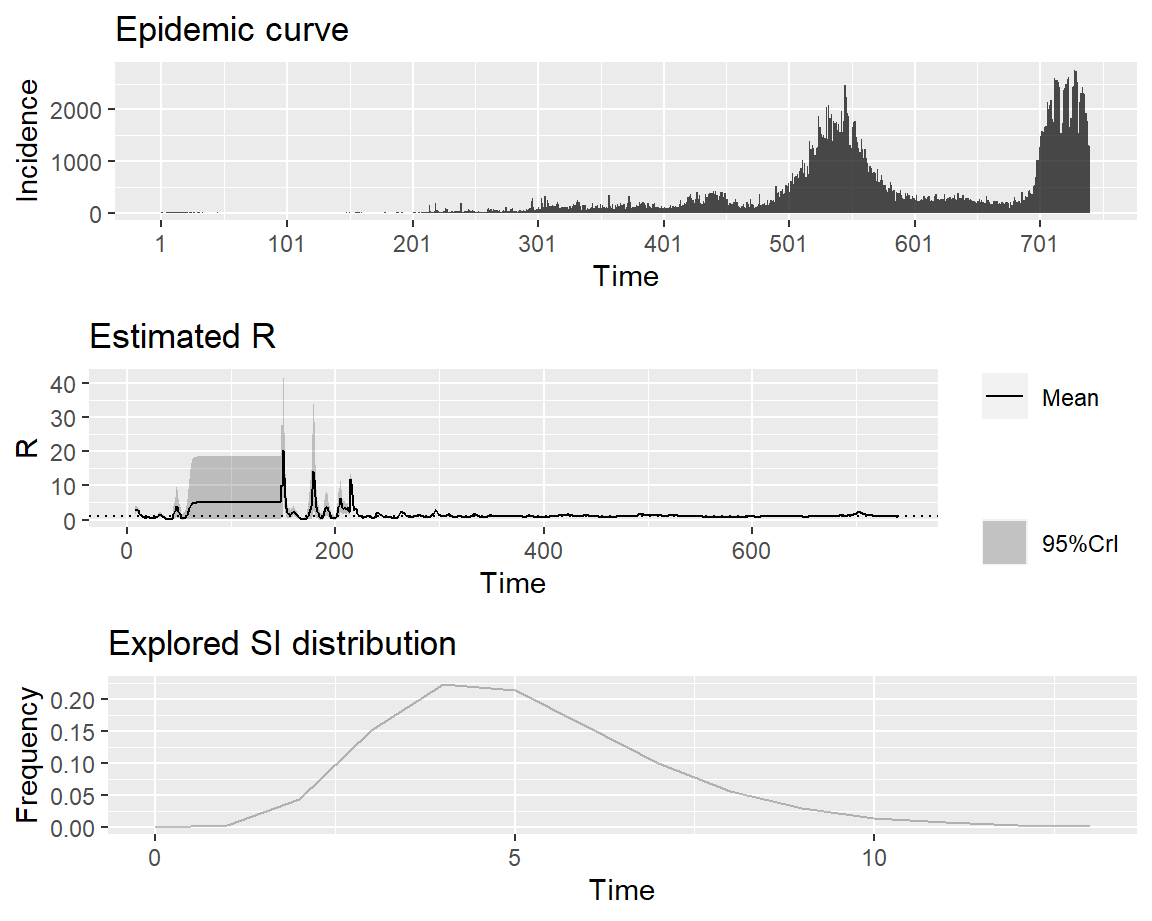 Epidemic curve
Incidence
2000
1000
0
1 101 201 301 401 501 601 701
Time
Estimated R
R
40
30
20
10
0
0 200 400 600
Time
Mean
95%CrI
Explored SI distribution
Frequency
0.20
0.15
0.10
0.05
0.00
0 5 10
Time